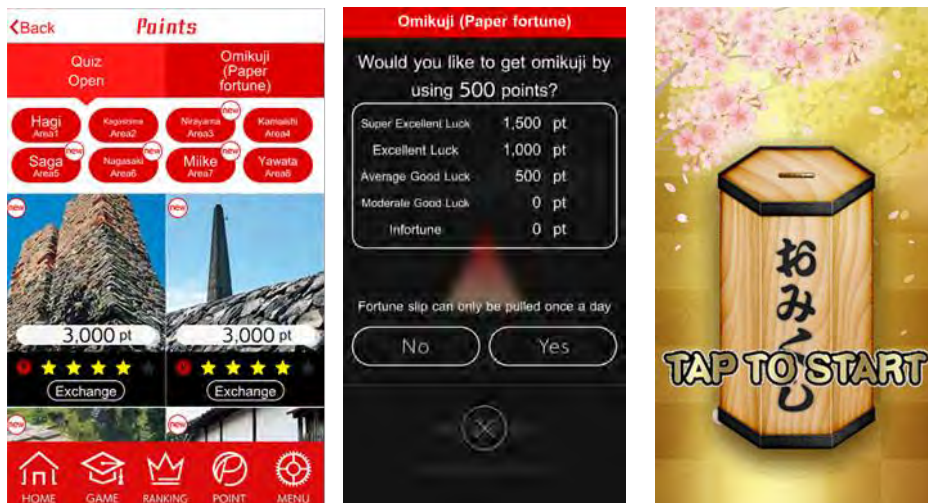 Back
Points
Quiz
Open
Omikuji
(Paper
fortune)
Hagi
Area1
Kagoshima
Area2
new
Nirayama
Area3
Kamaishi
Area4
new
Saga
Area5
new
Nagasaki
Area6
new
Miike
Area7
Yawata
Area8
new
3,000 pt
Exchange
new
3,000 pt
Exchange
new
new
HOME
GAME
RANKING
POINT
MENU
Omikuji (Paper fortune)
Would you like to get omikuji by
using 500 points?
Super Excellent Luck 1,500 pt
Excellent Luck 1,000 pt
Average Good Luck 500 pt
Moderate Good Luck 0 pt
Infortune 0 pt
Fortune slip can only be pulled once a day
No
Yes
おみくじ
TAP TO START